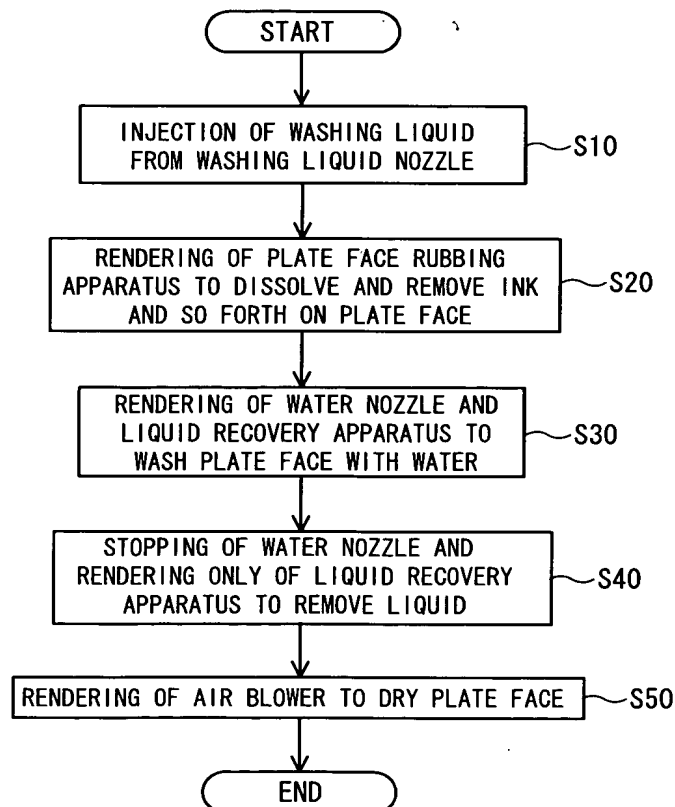 START
INJECTION OF WASHING LIQUID
FROM WASHING LIQUID NOZZLE
S10
RENDERING OF PLATE FACE RUBBING
APPARATUS TO DISSOLVE AND REMOVE INK
AND SO FORTH ON PLATE FACE
S20
RENDERING OF WATER NOZZLE AND
LIQUID RECOVERY APPARATUS TO
WASH PLATE FACE WITH WATER
S30
STOPPING OF WATER NOZZLE AND
RENDERING ONLY OF LIQUID RECOVERY
APPARATUS TO REMOVE LIQUID
S40
RENDERING OF AIR BLOWER TO DRY PLATE FACE
S50
END